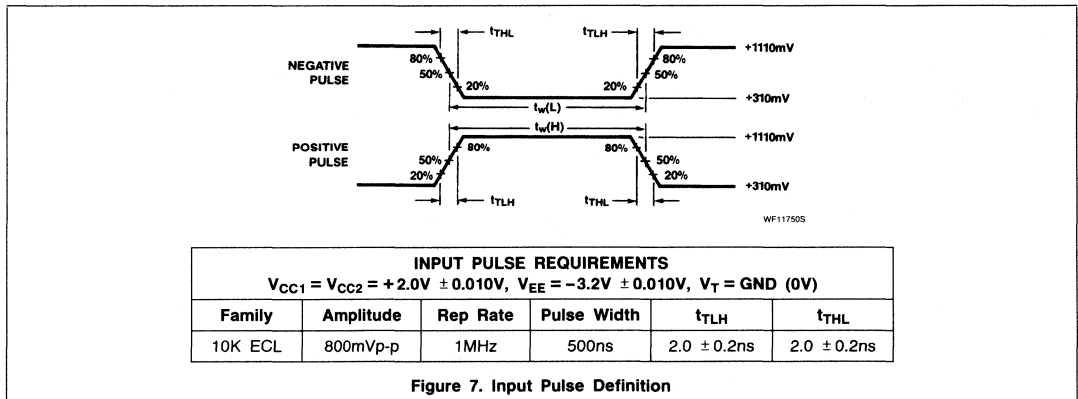 tTHL tTLH
+1110mV
80% 80%
NEGATIVE
PULSE
50% 50%
20% 20%
+310mV
tw(L)
tw(H)
+1110mV
POSITIVE
PULSE
80% 80%
50% 50%
20% 20%
+310mV
tTLH tTHL
WF11750S
INPUT PULSE REQUIREMENTS
VCC1 = VCC2 = +2.0V ±0.010V, VEE = −3.2V ±0.010V, VT = GND (0V)
Family Amplitude Rep Rate Pulse Width tTLH tTHL
10K ECL 800mVp-p 1MHz 500ns 2.0 ±0.2ns 2.0 ±0.2ns
Figure 7. Input Pulse Definition